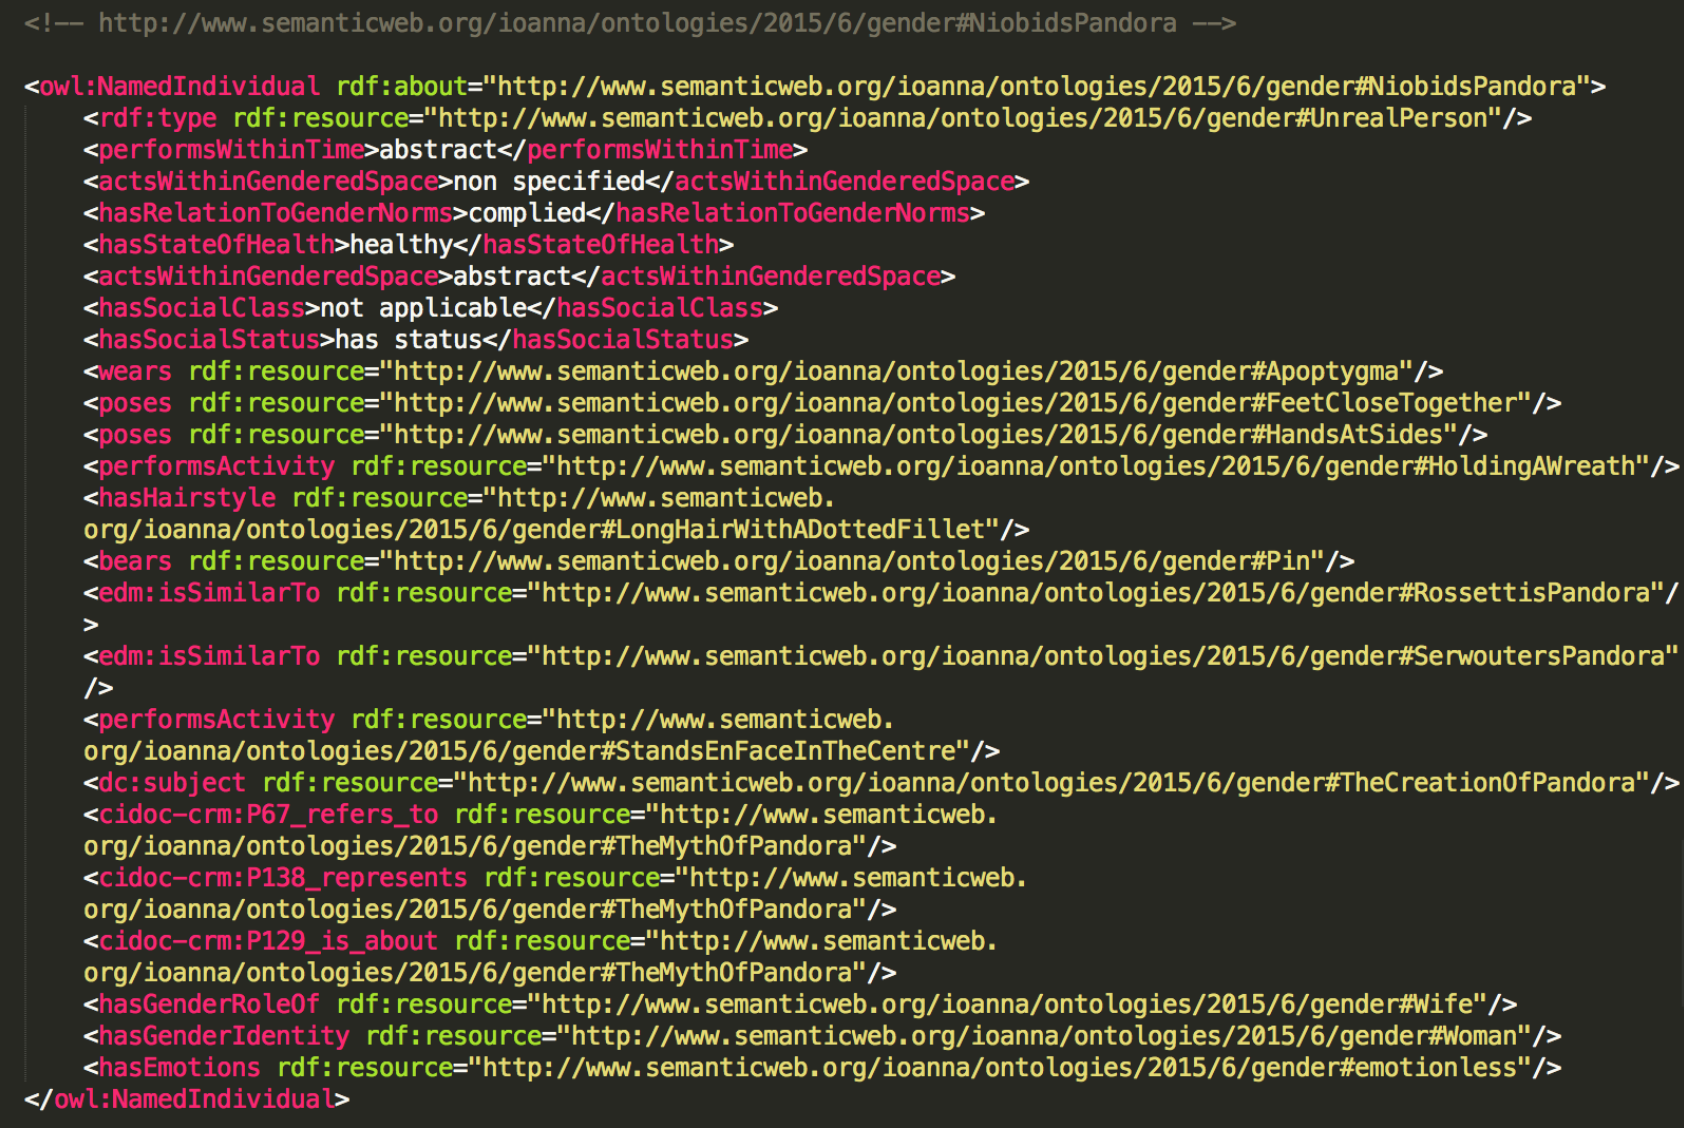 <!-- http://www.semanticweb.org/ioanna/ontologies/2015/6/gender#NiobidsPandora -->
<owl:NamedIndividual rdf:about="http://www.semanticweb.org/ioanna/ontologies/2015/6/gender#NiobidsPandora">
<rdf:type rdf:resource="http://www.semanticweb.org/ioanna/ontologies/2015/6/gender#UnrealPerson"/>
<performsWithinTime>abstract</performsWithinTime>
<actsWithinGenderedSpace>non specified</actsWithinGenderedSpace>
<hasRelationToGenderNorms>complied</hasRelationToGenderNorms>
<hasStateOfHealth>healthy</hasStateOfHealth>
<actsWithinGenderedSpace>abstract</actsWithinGenderedSpace>
<hasSocialClass>not applicable</hasSocialClass>
<hasSocialStatus>has status</hasSocialStatus>
<wears rdf:resource="http://www.semanticweb.org/ioanna/ontologies/2015/6/gender#Apoptygma"/>
<poses rdf:resource="http://www.semanticweb.org/ioanna/ontologies/2015/6/gender#FeetCloseTogether"/>
<poses rdf:resource="http://www.semanticweb.org/ioanna/ontologies/2015/6/gender#HandsAtSides"/>
<performsActivity rdf:resource="http://www.semanticweb.org/ioanna/ontologies/2015/6/gender#HoldingAWreath"/>
<hasHairstyle rdf:resource="http://www.semanticweb.
org/ioanna/ontologies/2015/6/gender#LongHairWithADottedFillet"/>
<bears rdf:resource="http://www.semanticweb.org/ioanna/ontologies/2015/6/gender#Pin"/>
<edm:isSimilarTo rdf:resource="http://www.semanticweb.org/ioanna/ontologies/2015/6/gender#RossettisPandora"/
>
<edm:isSimilarTo rdf:resource="http://www.semanticweb.org/ioanna/ontologies/2015/6/gender#SerwoutersPandora"
/>
<performsActivity rdf:resource="http://www.semanticweb.
org/ioanna/ontologies/2015/6/gender#StandsEnFaceInTheCentre"/>
<dc:subject rdf:resource="http://www.semanticweb.org/ioanna/ontologies/2015/6/gender#TheCreationOfPandora"/>
<cidoc-crm:P67_refers_to rdf:resource="http://www.semanticweb.
org/ioanna/ontologies/2015/6/gender#TheMythOfPandora"/>
<cidoc-crm:P138_represents rdf:resource="http://www.semanticweb.
org/ioanna/ontologies/2015/6/gender#TheMythOfPandora"/>
<cidoc-crm:P129_is_about rdf:resource="http://www.semanticweb.
org/ioanna/ontologies/2015/6/gender#TheMythOfPandora"/>
<hasGenderRoleOf rdf:resource="http://www.semanticweb.org/ioanna/ontologies/2015/6/gender#Wife"/>
<hasGenderIdentity rdf:resource="http://www.semanticweb.org/ioanna/ontologies/2015/6/gender#Woman"/>
<hasEmotions rdf:resource="http://www.semanticweb.org/ioanna/ontologies/2015/6/gender#emotionless"/>
</owl:NamedIndividual>